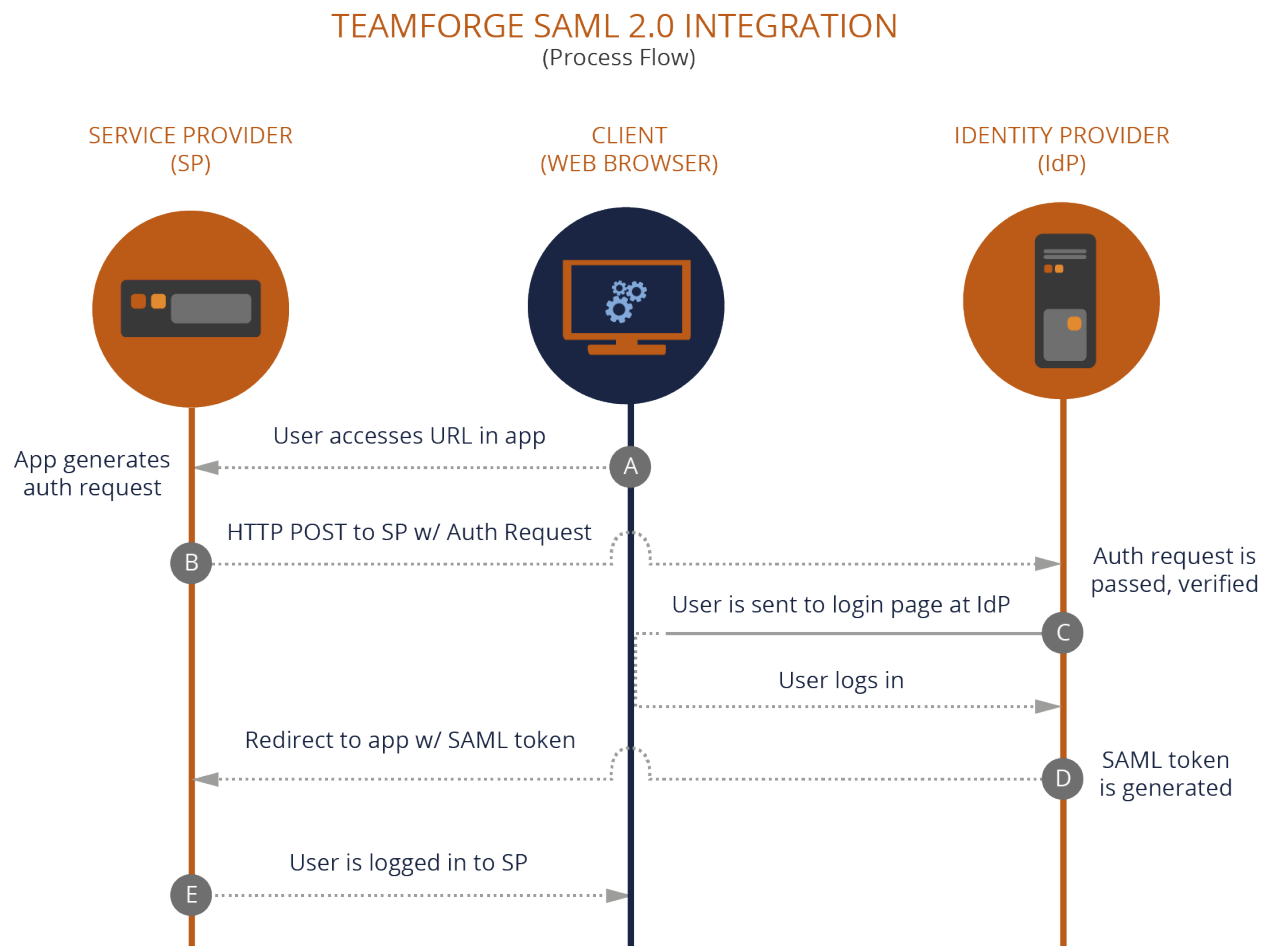 TEAMFORGE SAML 2.0 INTEGRATION
(Process Flow)
SERVICE PROVIDER
(SP)
CLIENT
(WEB BROWSER)
IDENTITY PROVIDER
(IdP)
User accesses URL in app
A
App generates
auth request
HTTP POST to SP w/ Auth Request
B
Auth request is
passed, verified
User is sent to login page at IdP
C
User logs in
Redirect to app w/ SAML token
D
SAML token
is generated
User is logged in to SP
E